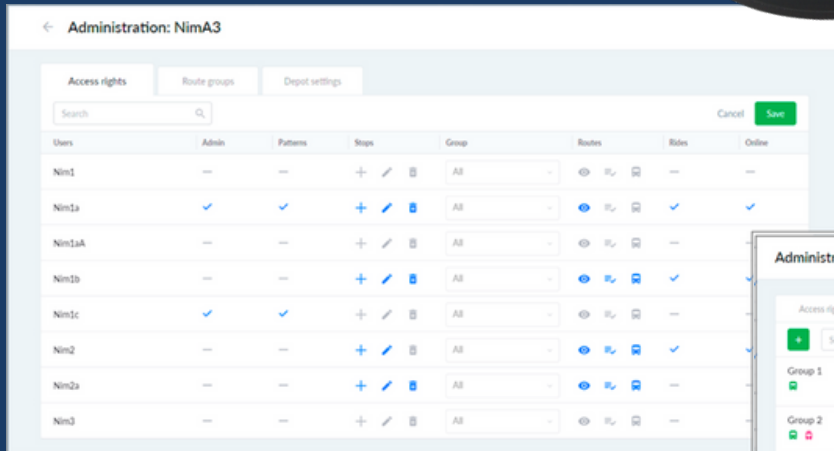 Administration: NimA3
Access rights Route groups Depot settings
Search Cancel Save
Users Admin Patterns Stops Group Routes Rides Online
Nim1 All
Nim1a All
Nim1aA All
Nim1b All
Nim1c All
Nim2 All
Nim2a All
Nim3 All
Administr
Access rig
S
Group 1
Group 2